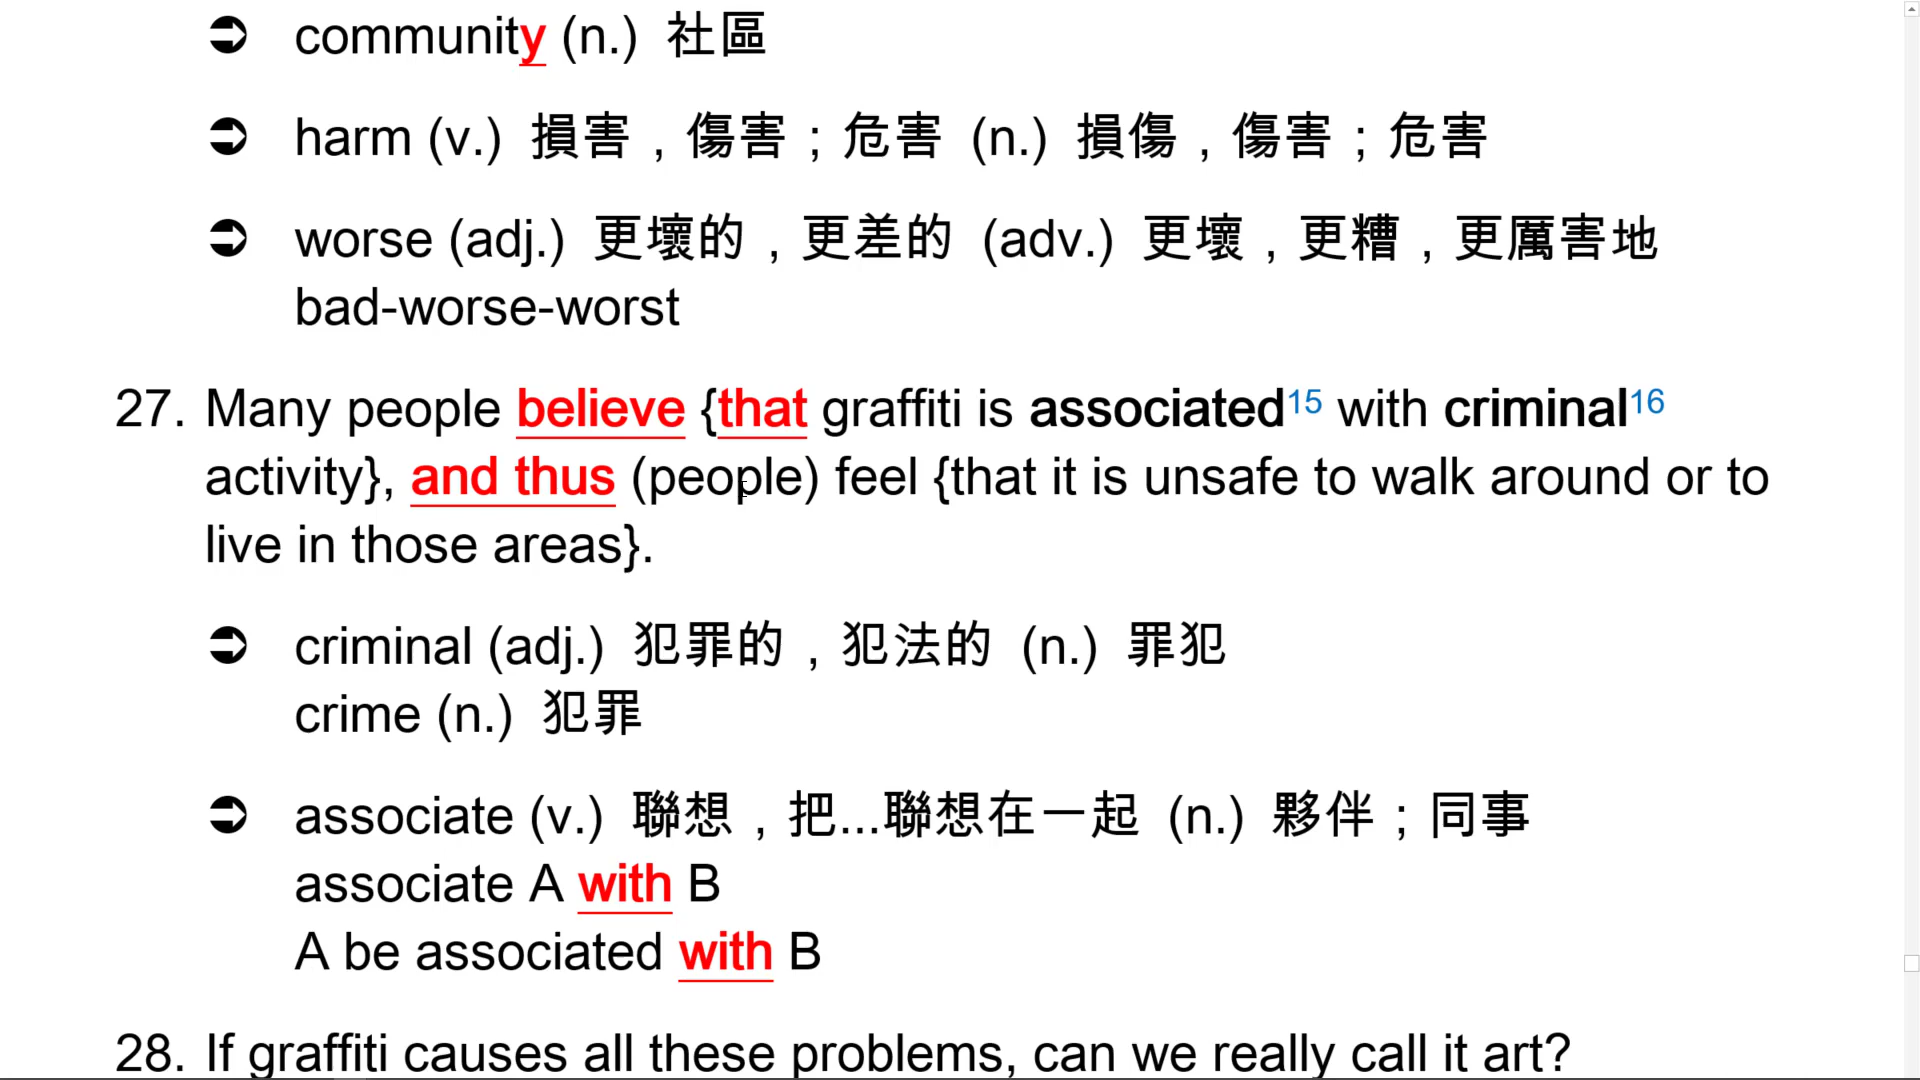 ➲ community (n.) 社區
➲ harm (v.) 損害，傷害；危害 (n.) 損傷，傷害；危害
➲ worse (adj.) 更壞的，更差的 (adv.) 更壞，更糟，更厲害地
bad-worse-worst
27. Many people believe {that graffiti is associated15 with criminal16
activity}, and thus (people) feel {that it is unsafe to walk around or to
live in those areas}.
➲ criminal (adj.) 犯罪的，犯法的 (n.) 罪犯
crime (n.) 犯罪
➲ associate (v.) 聯想，把...聯想在一起 (n.) 夥伴；同事
associate A with B
A be associated with B
28. If graffiti causes all these problems, can we really call it art?